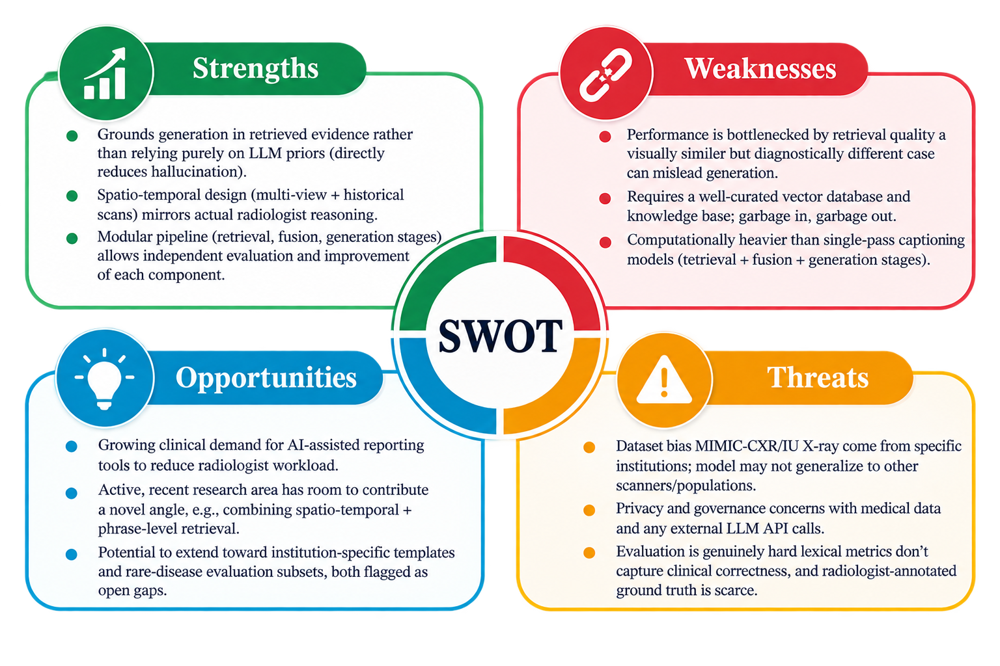 Strengths
Grounds generation in retrieved evidence rather
than relying purely on LLM priors (directly
reduces hallucination).
Spatio-temporal design (multi-view + historical
scans) mirrors actual radiologist reasoning.
Modular pipeline (retrieval, fusion, generation stages)
allows independent evaluation and improvement
of each component.
Weaknesses
Performance is bottlenecked by retrieval quality a
visually similer but diagnostically different case
can mislead generation.
Requires a well-curated vector database and
knowledge base; garbage in, garbage out.
Computationally heavier than single-pass captioning
models (tetrieval + fusion + generation stages).
SWOT
Opportunities
Growing clinical demand for AI-assisted reporting
tools to reduce radiologist workload.
Active, recent research area has room to contribute
a novel angle, e.g., combining spatio-temporal +
phrase-level retrieval.
Potential to extend toward institution-specific templates
and rare-disease evaluation subsets, both flagged as
open gaps.
Threats
Dataset bias MIMIC-CXR/IU X-ray come from specific
institutions; model may not generalize to other
scanners/populations.
Privacy and governance concerns with medical data
and any external LLM API calls.
Evaluation is genuinely hard lexical metrics don't
capture clinical correctness, and radiologist-annotated
ground truth is scarce.